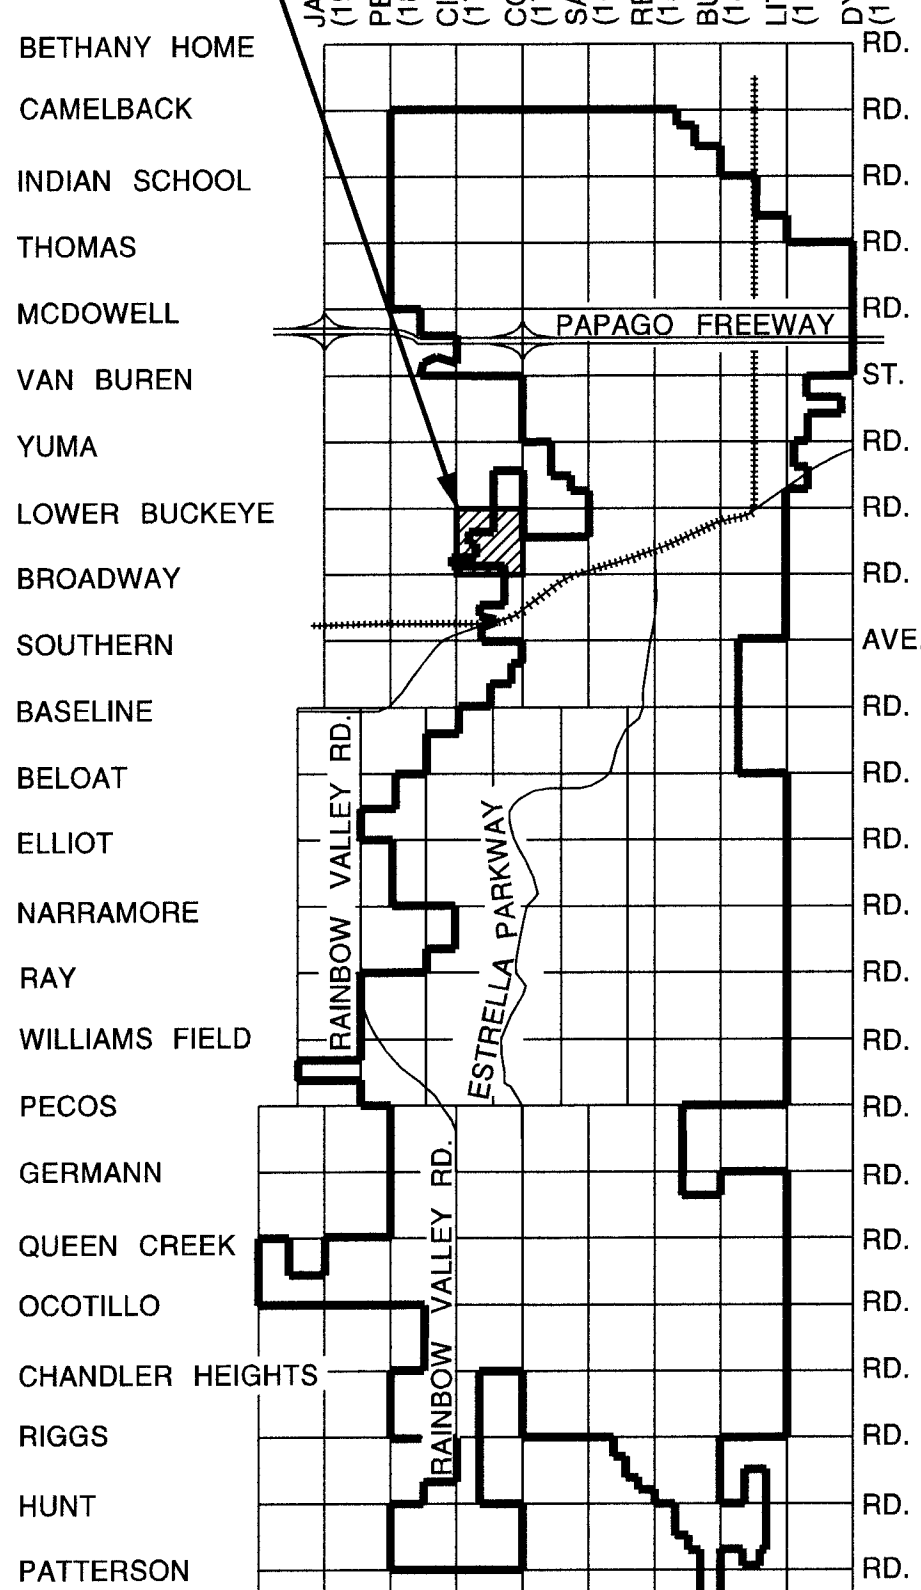 BETHANY HOME RD.
CAMELBACK RD.
INDIAN SCHOOL RD.
THOMAS RD.
MCDOWELL RD.
PAPAGO FREEWAY
VAN BUREN ST.
YUMA RD.
LOWER BUCKEYE RD.
BROADWAY RD.
SOUTHERN AVE.
BASELINE RD.
BELOAT RD.
ELLIOT RD.
NARRAMORE RD.
RAY RD.
WILLIAMS FIELD RD.
RAINBOW VALLEY RD.
ESTRELLA PARKWAY
PECOS RD.
GERMANN RD.
QUEEN CREEK RD.
OCOTILLO RD.
CHANDLER HEIGHTS RD.
RIGGS RD.
RAINBOW VALLEY RD.
HUNT RD.
PATTERSON RD.